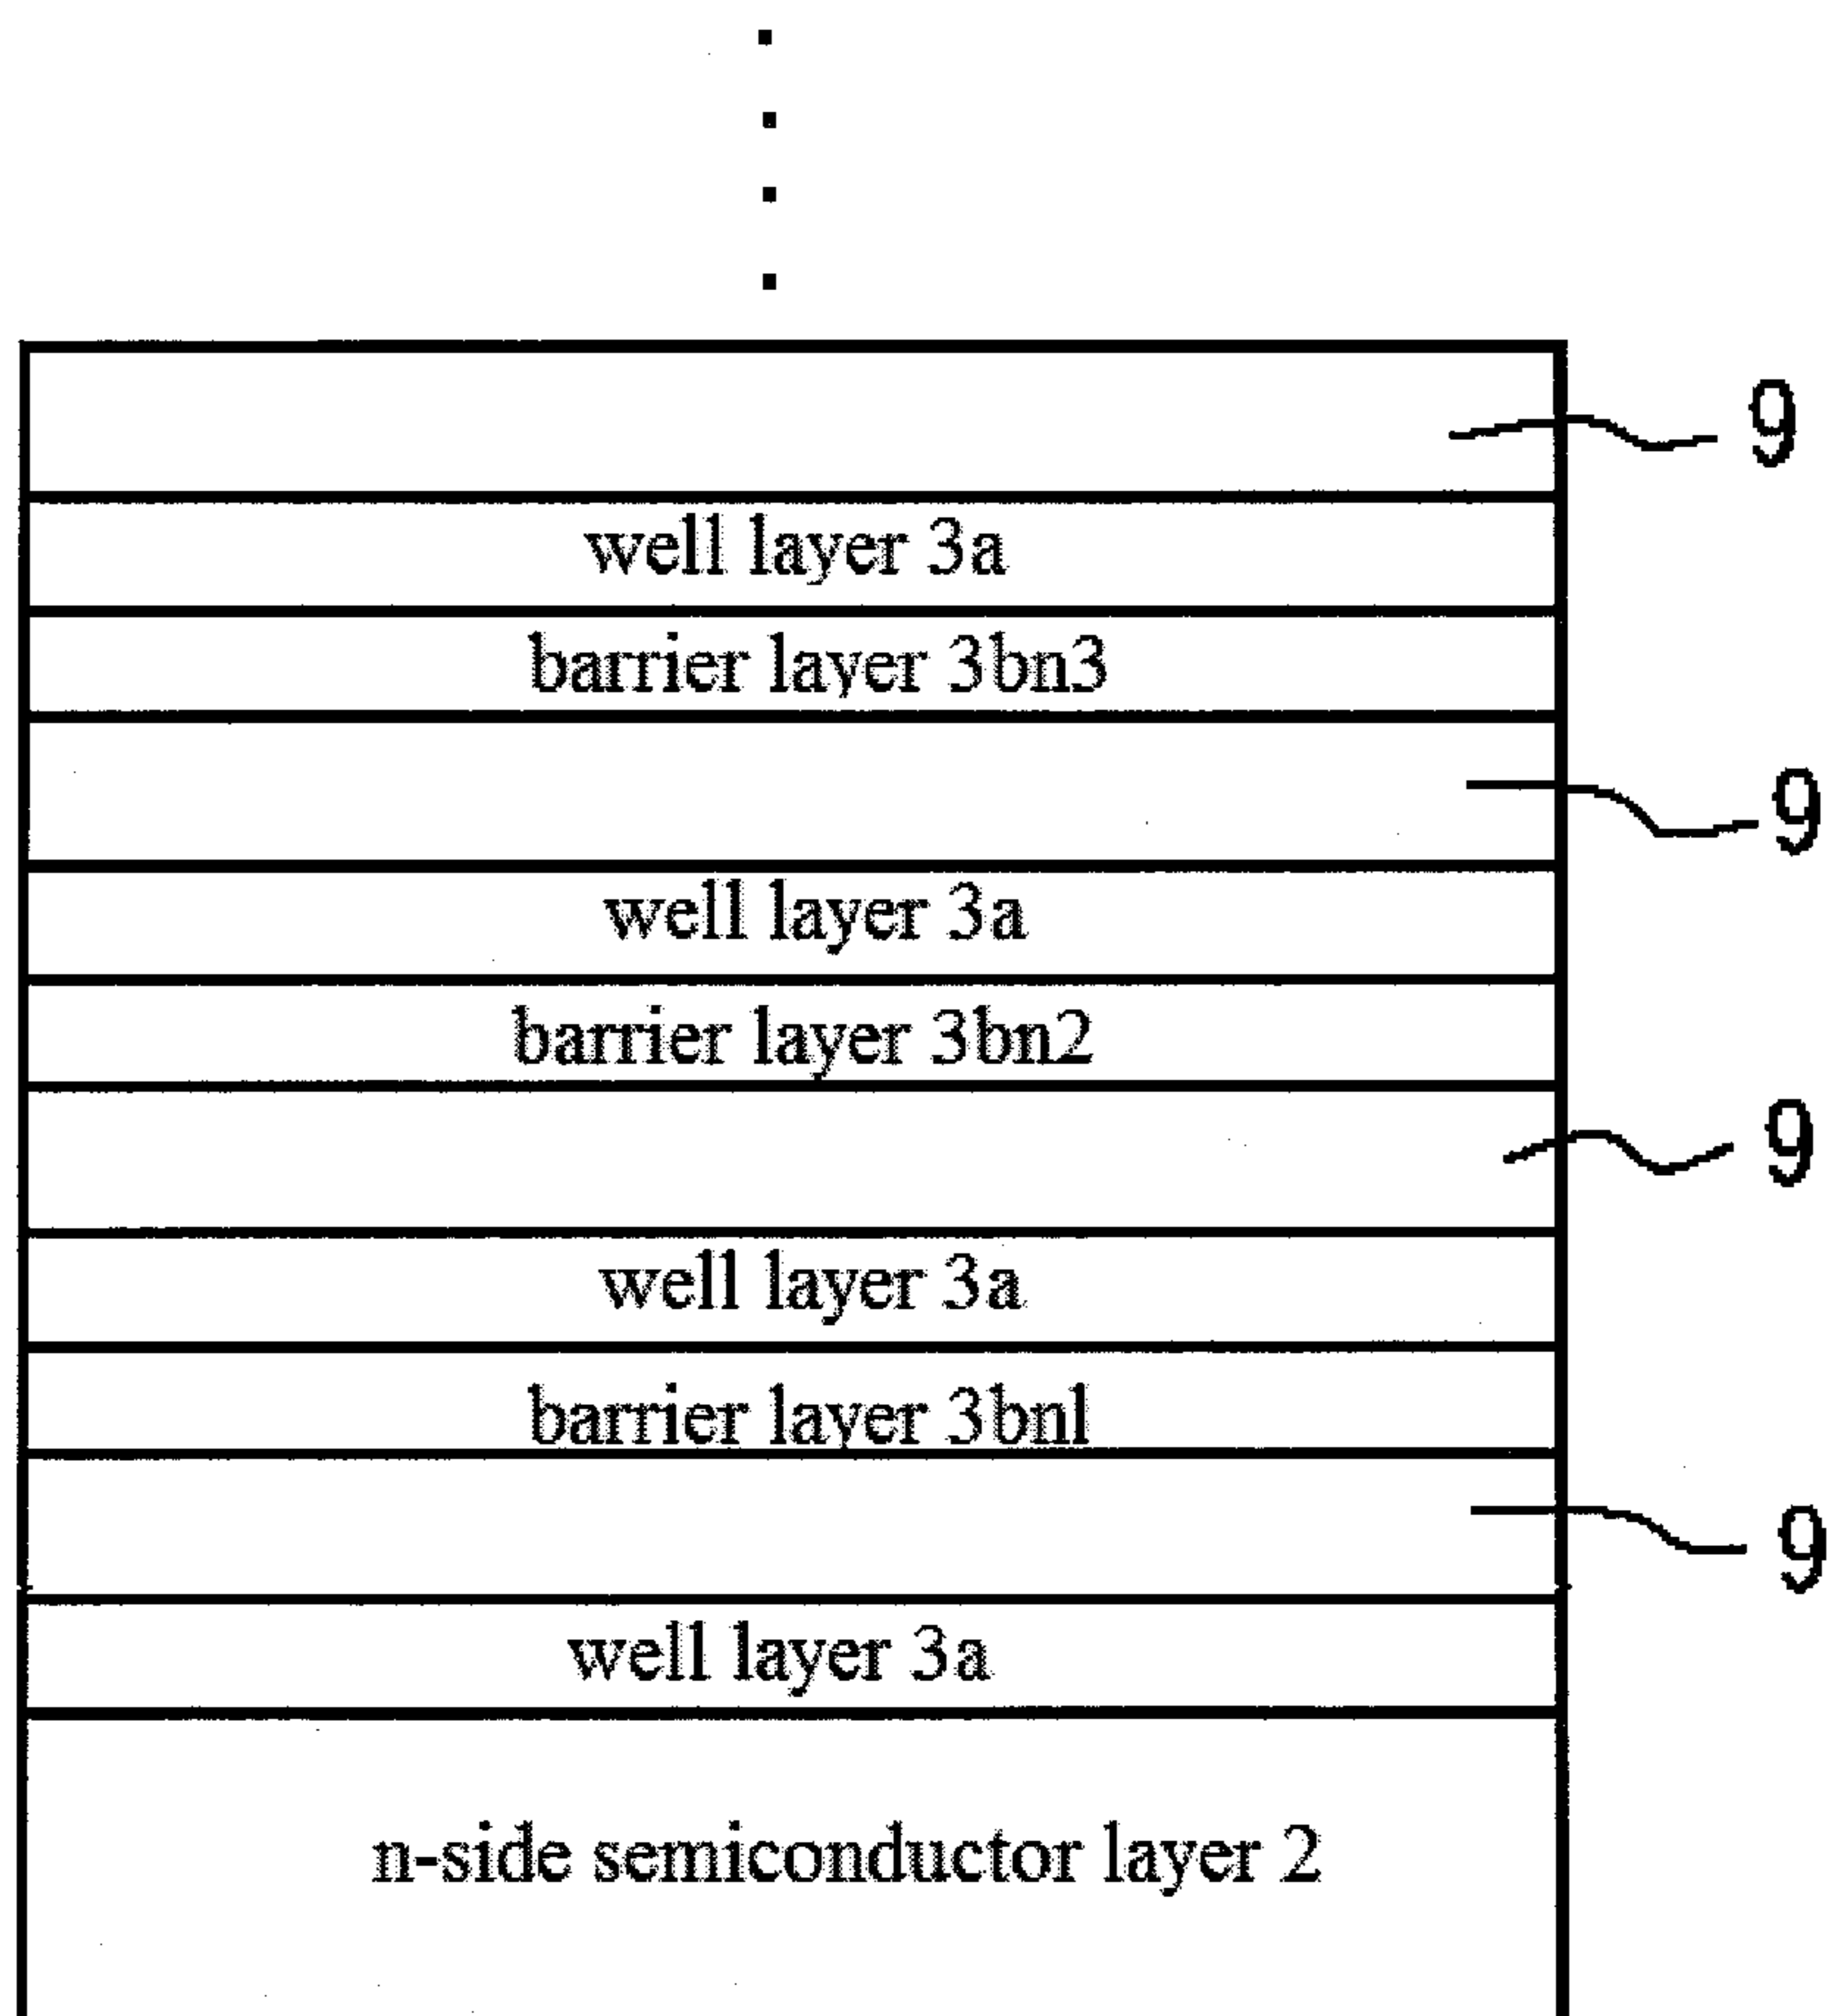 9
well layer 3a
barrier layer 3bn3
9
well layer 3a
barrier layer 3bn2
9
well layer 3a
barrier layer 3bnl
9
well layer 3a
n-side semiconductor layer 2